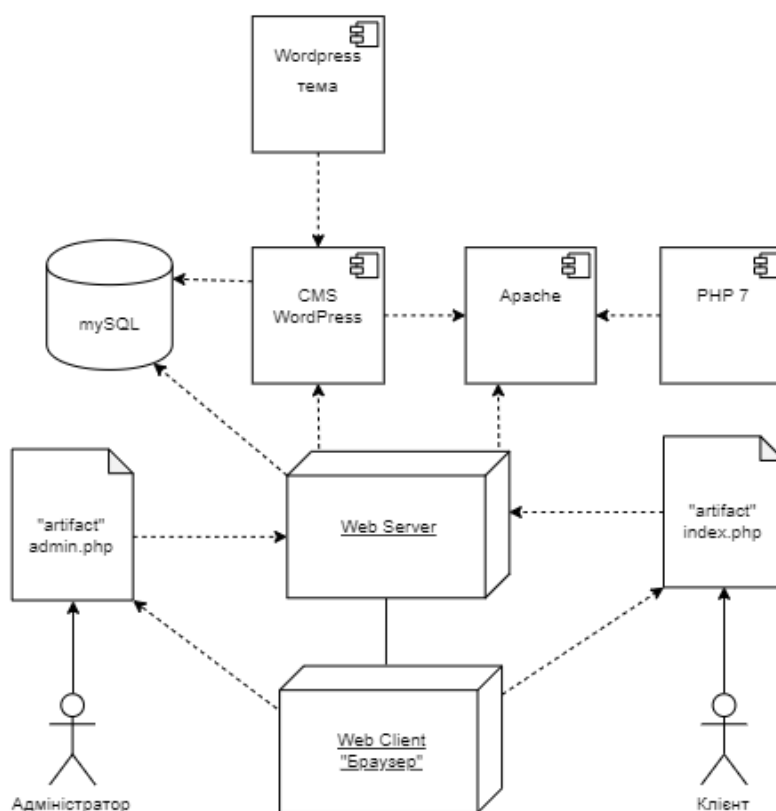 Wordpress
тема
mySQL
CMS
WordPress
Apache
PHP 7
"artifact"
admin.php
Web Server
"artifact"
index.php
Web Client
"Браузер"
Адміністратор
Клієнт